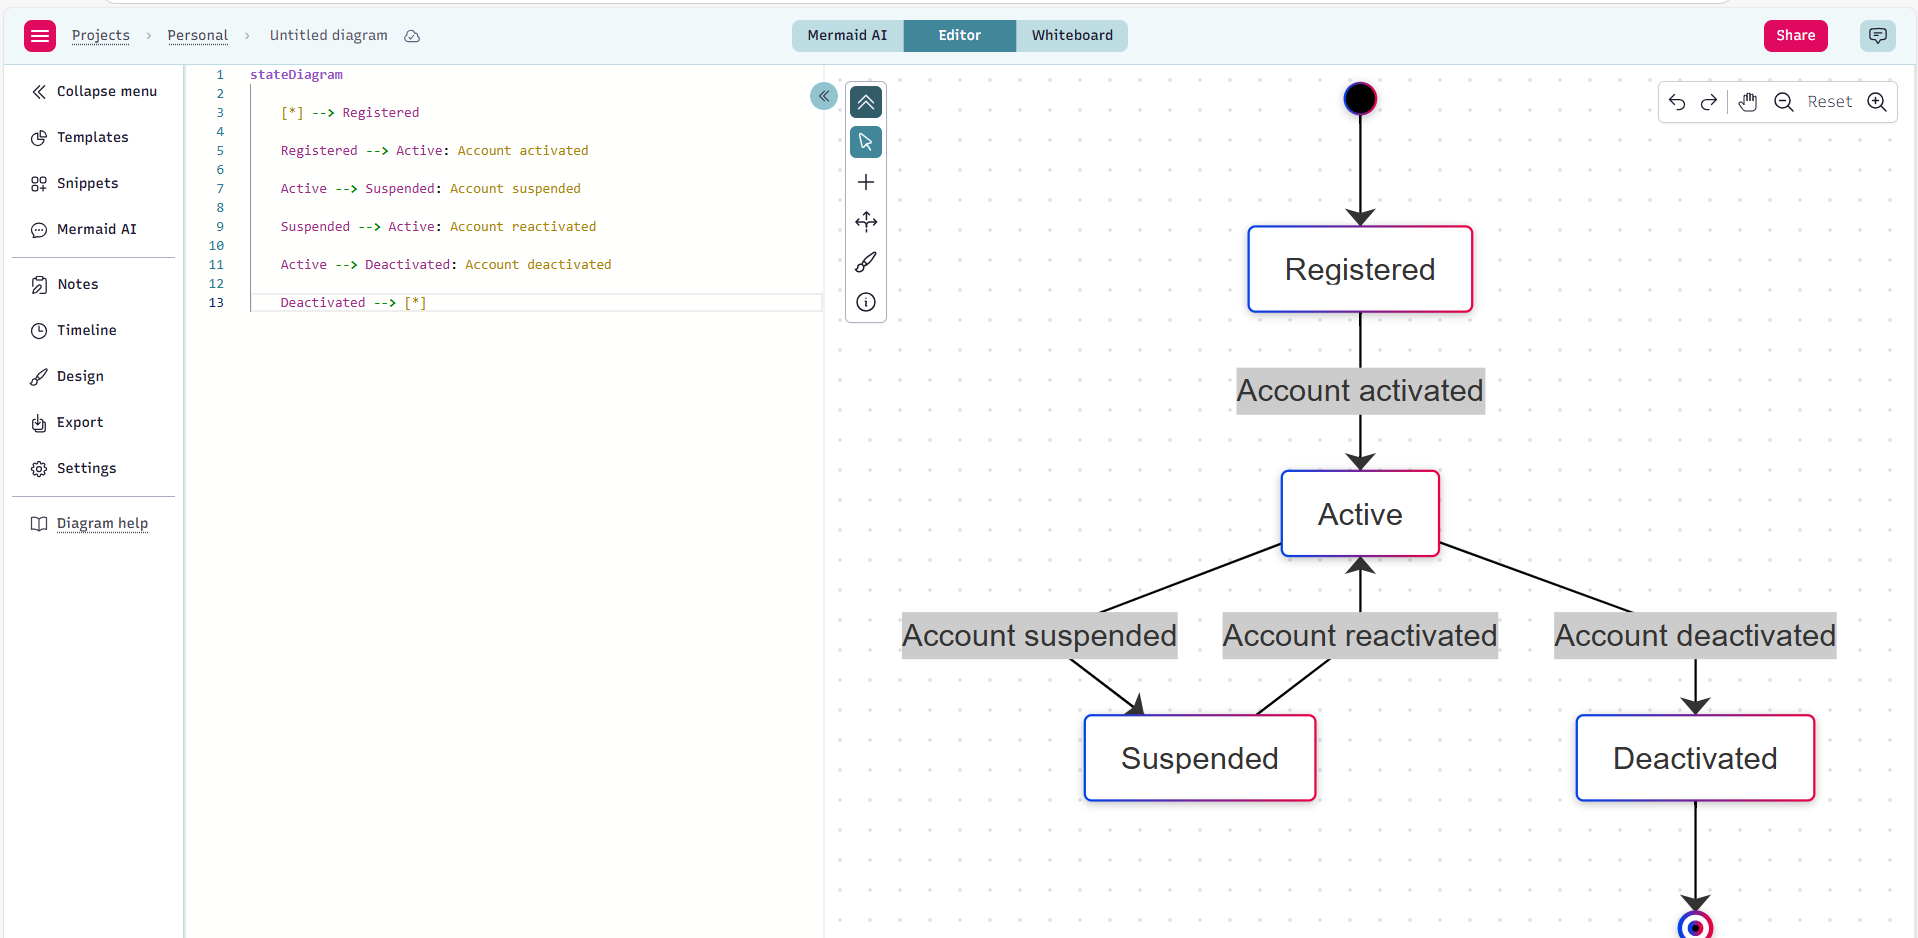 Projects › Personal › Untitled diagram
Mermaid AI Editor Whiteboard
Share
Collapse menu
Templates
Snippets
Mermaid AI
Notes
Timeline
Design
Export
Settings
Diagram help
1 stateDiagram
2
3 [*] --> Registered
4
5 Registered --> Active: Account activated
6
7 Active --> Suspended: Account suspended
8
9 Suspended --> Active: Account reactivated
10
11 Active --> Deactivated: Account deactivated
12
13 Deactivated --> [*]
Reset
Registered
Account activated
Active
Account suspended Account reactivated Account deactivated
Suspended Deactivated